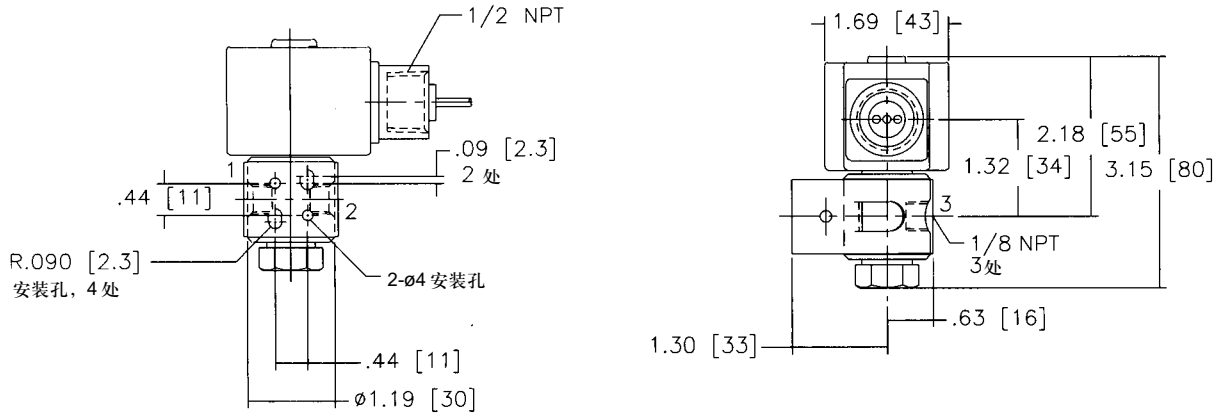 1/2 NPT
.09 [2.3]
2 处
1
.44 [11]
2
R.090 [2.3]
安装孔，4处
2-ø4 安装孔
.44 [11]
ø1.19 [30]
1.69 [43]
2.18 [55]
1.32 [34]
3.15 [80]
3
1/8 NPT
3处
.63 [16]
1.30 [33]